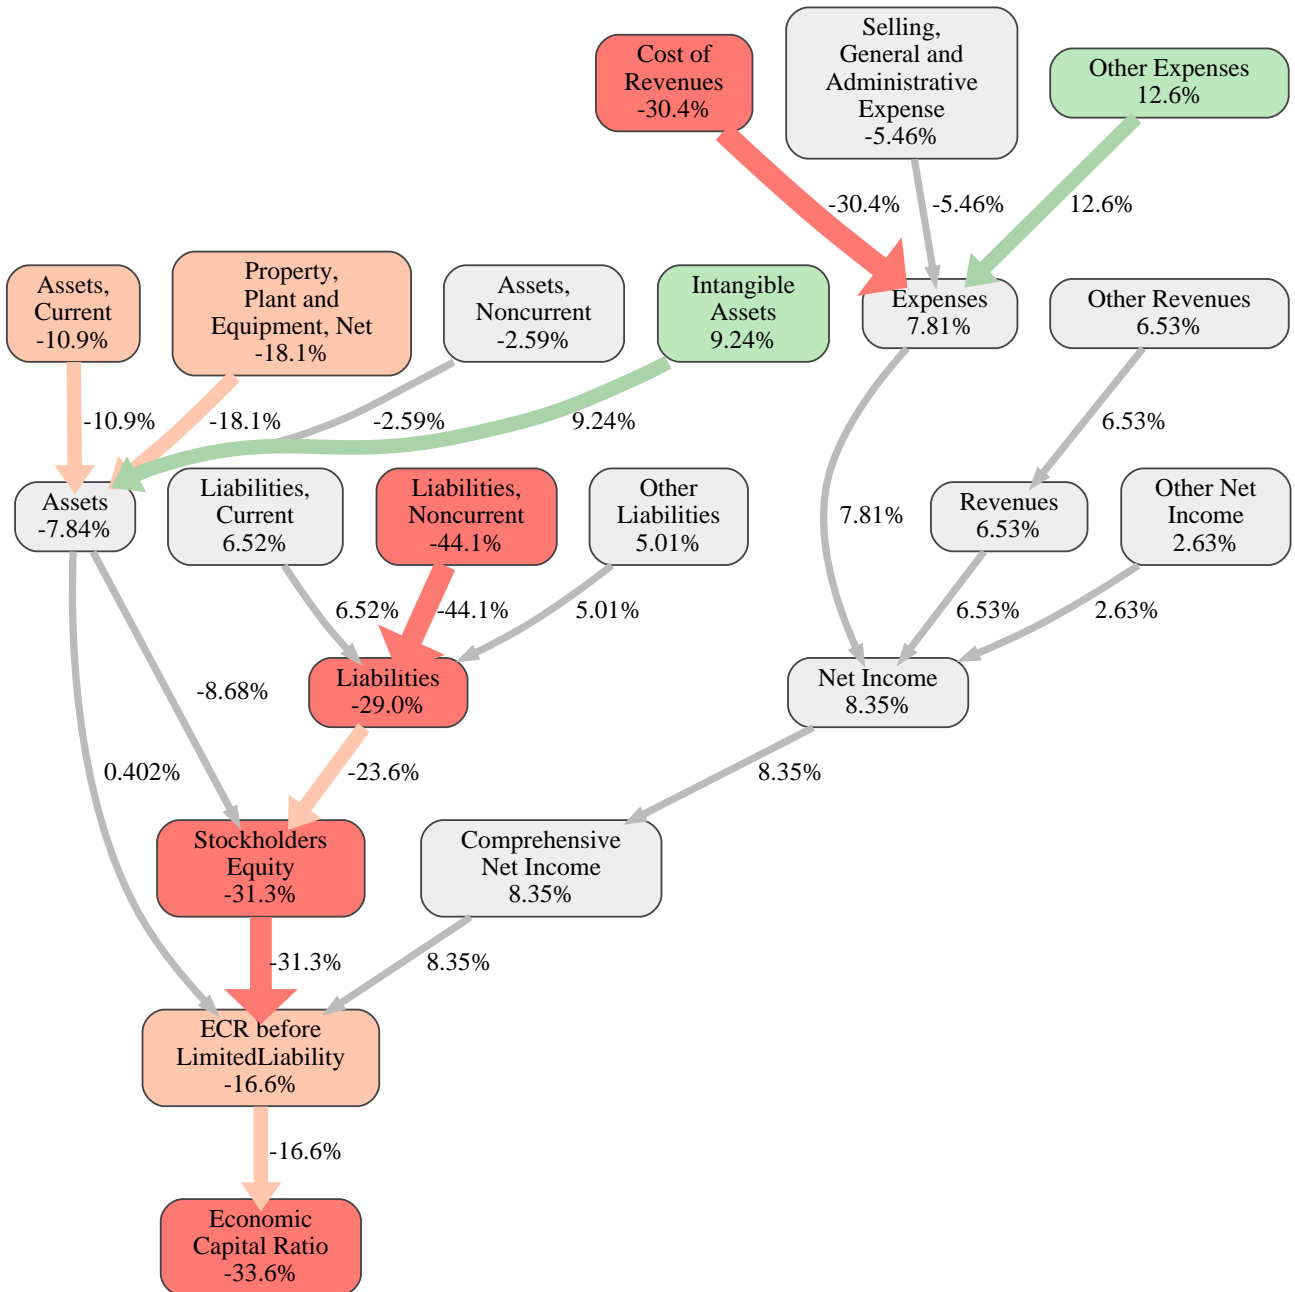 Cost of
Revenues
-30.4%
Selling,
General and
Administrative
Expense
-5.46%
Other Expenses
12.6%
-30.4%
-5.46%
12.6%
Assets,
Current
-10.9%
Property,
Plant and
Equipment, Net
-18.1%
Assets,
Noncurrent
-2.59%
Intangible
Assets
9.24%
Expenses
7.81%
Other Revenues
6.53%
-10.9%
-18.1%
-2.59%
9.24%
6.53%
Assets
-7.84%
Liabilities,
Current
6.52%
Liabilities,
Noncurrent
-44.1%
Other
Liabilities
5.01%
7.81%
Revenues
6.53%
Other Net
Income
2.63%
6.52%
-44.1%
5.01%
6.53%
2.63%
-8.68%
Liabilities
-29.0%
Net Income
8.35%
0.402%
-23.6%
8.35%
Stockholders
Equity
-31.3%
Comprehensive
Net Income
8.35%
-31.3%
8.35%
ECR before
LimitedLiability
-16.6%
-16.6%
Economic
Capital Ratio
-33.6%